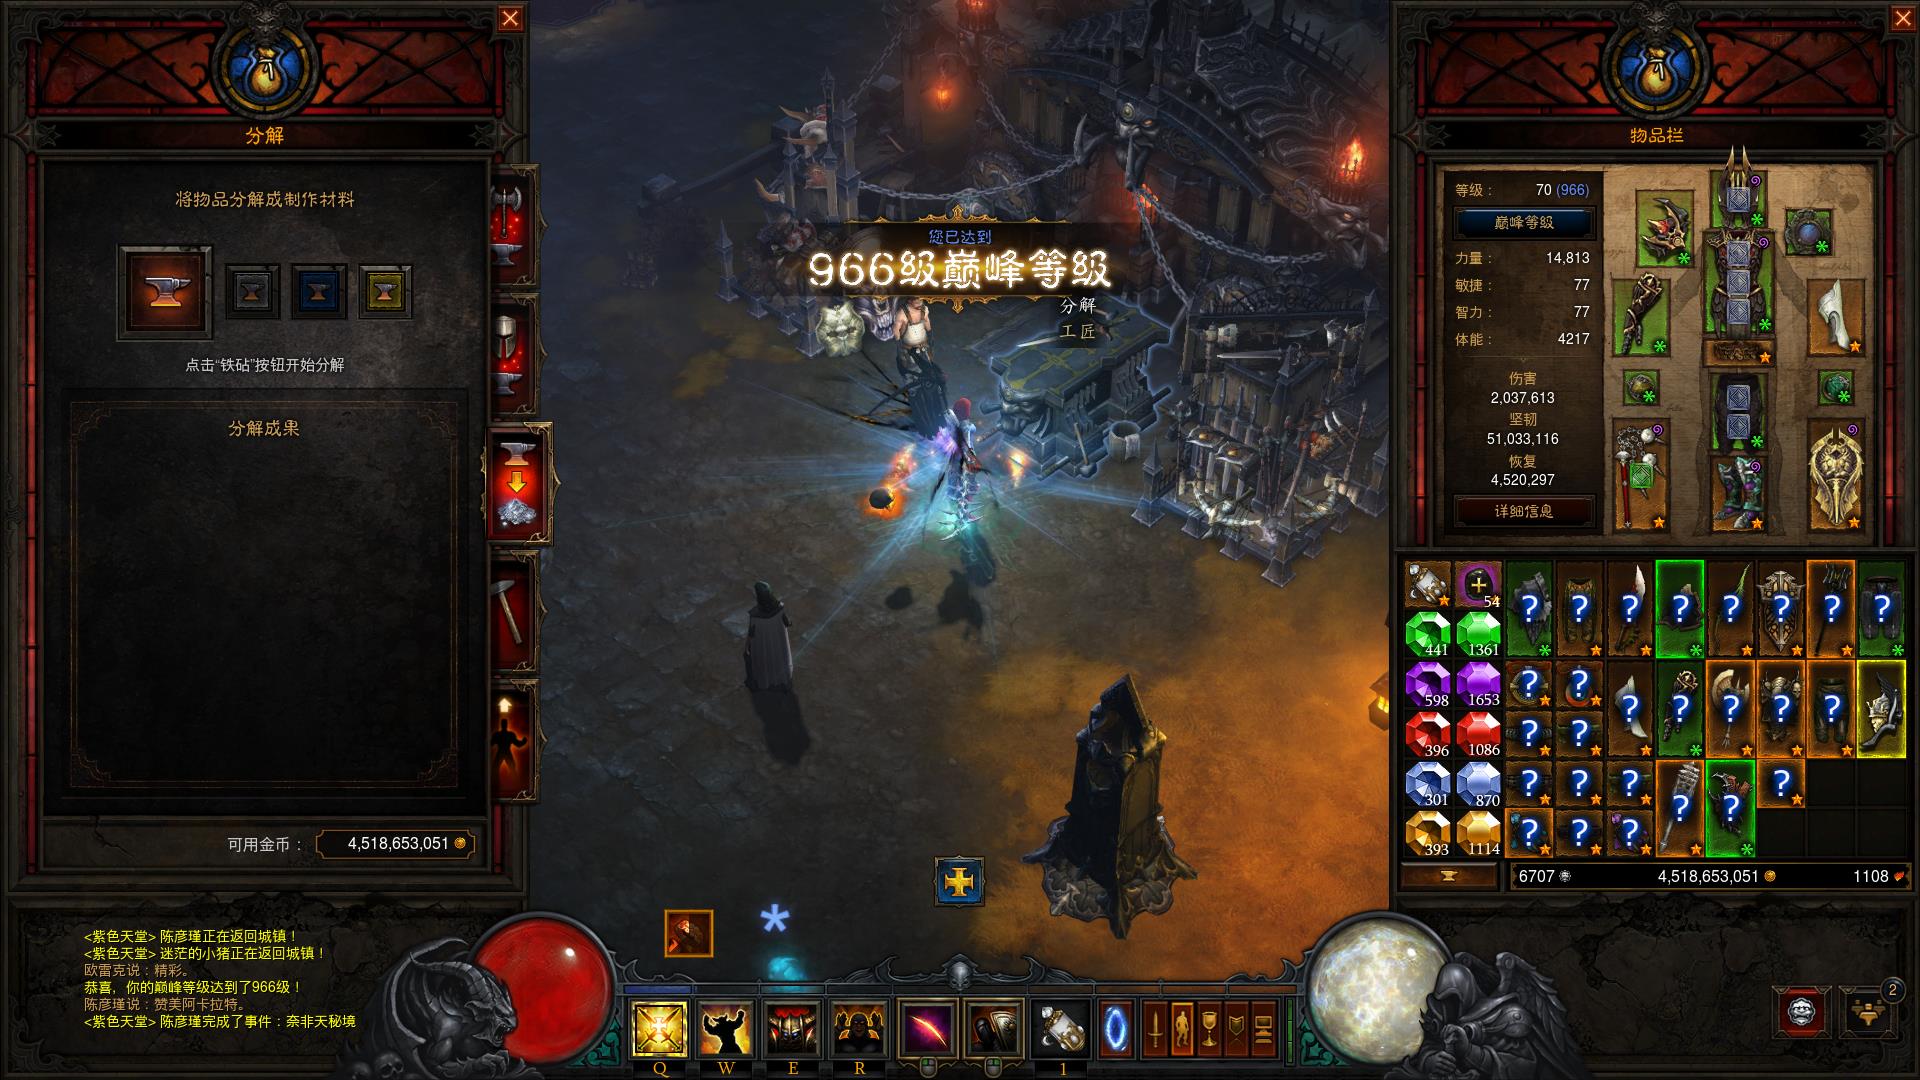 分解
将物品分解成制作材料
点击“铁砧”按钮开始分解
分解成果
可用金币： 4,518,653,051
<紫色天堂> 陈彦瑾正在返回城镇！
<紫色天堂> 迷茫的小猪正在返回城镇！
欧雷克说：精彩。
恭喜，你的巅峰等级达到了966级！
陈彦瑾说：赞美阿卡拉特。
<紫色天堂> 陈彦瑾完成了事件：奈非天秘境
您已达到
966级巅峰等级
分解
工匠
Q W E R 1
物品栏
等级： 70 (966)
巅峰等级
力量： 14,813
敏捷： 77
智力： 77
体能： 4217
伤害
2,037,613
坚韧
51,033,116
恢复
4,520,297
详细信息
54
441 1361
598 1653
396 1086
301 870
393 1114
? ? ? ? ? ? ? ?
? ? ? ? ? ? ?
? ?
? ? ? ? ? ?
? ? ?
6707 4,518,653,051 1108
2